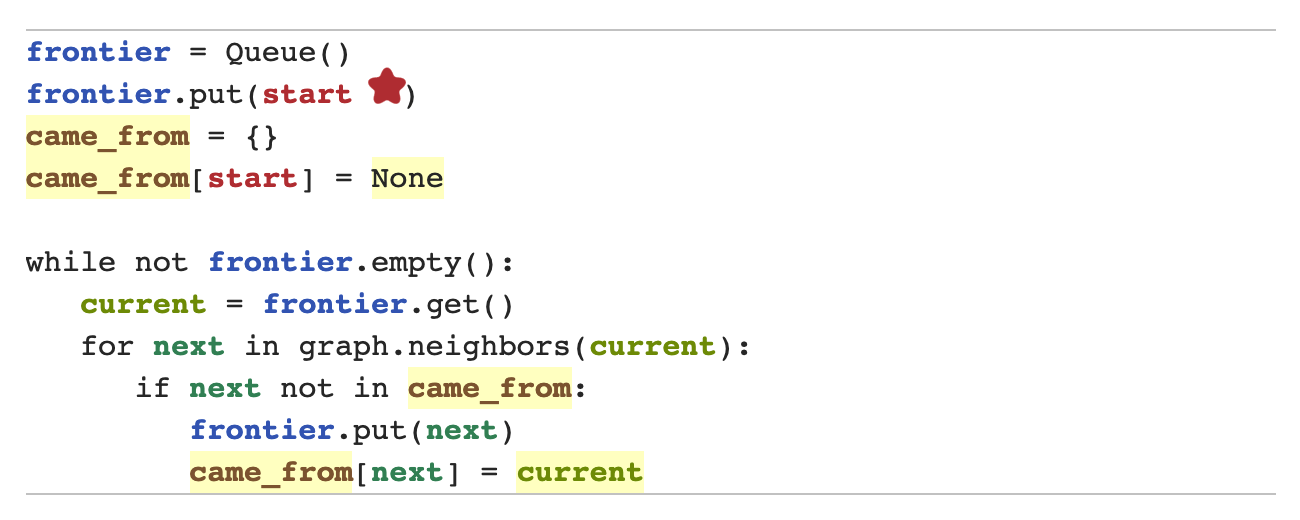 frontier = Queue()
frontier.put(start ★)
came_from = {}
came_from[start] = None
while not frontier.empty():
   current = frontier.get()
   for next in graph.neighbors(current):
      if next not in came_from:
         frontier.put(next)
         came_from[next] = current